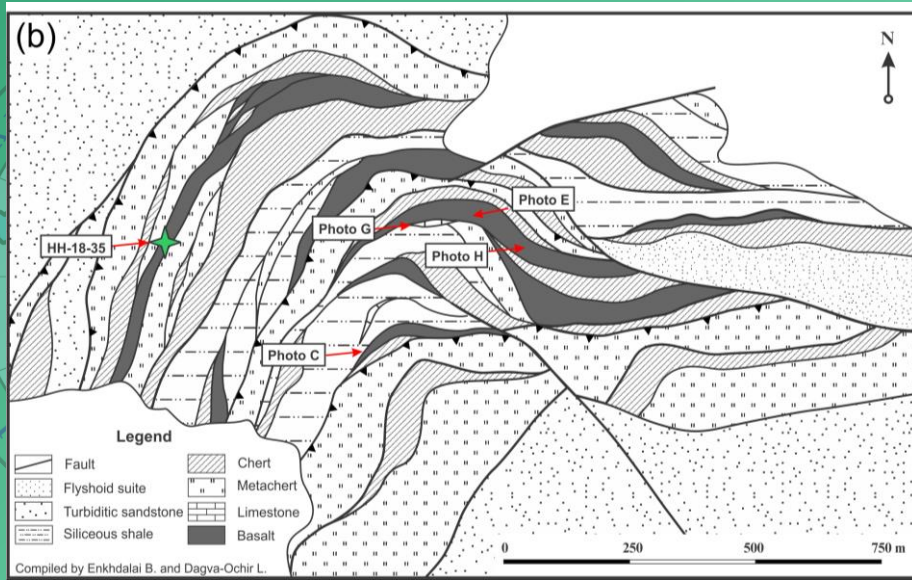 (b)
N
Photo E
Photo G
HH-18-35
Photo H
Photo C
Legend
Fault
Flyshoid suite
Turbiditic sandstone
Siliceous shale
Chert
Metachert
Limestone
Basalt
0 250 500 750 m
Compiled by Enkhdalai B. and Dagva-Ochir L.